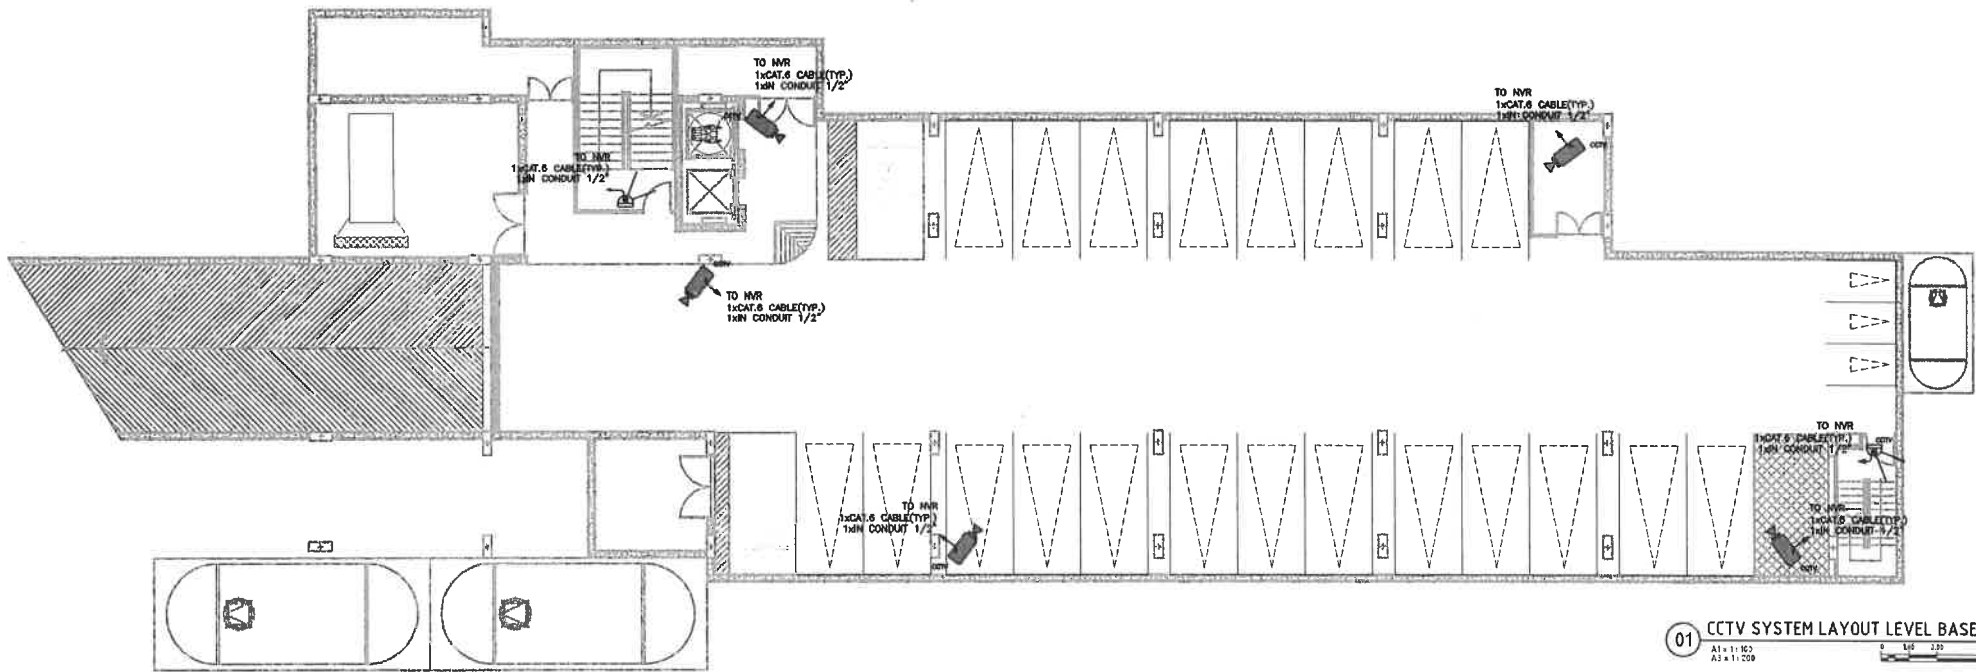 TO NVR
1xCAT.6 CABLE(TYP.)
1xIN CONDUIT 1/2"
CCTV
TO NVR
1xCAT.6 CABLE(TYP.)
1xIN CONDUIT 1/2"
CCTV
TO NVR
1xCAT.6 CABLE(TYP.)
1xIN CONDUIT 1/2"
CCTV
TO NVR
1xCAT.6 CABLE(TYP.)
1xIN CONDUIT 1/2"
TO NVR
1xCAT.6 CABLE(TYP.)
1xIN CONDUIT 1/2"
CCTV
TO NVR
1xCAT.6 CABLE(TYP.)
1xIN CONDUIT 1/2"
CCTV
TO NVR
1xCAT.6 CABLE(TYP.)
1xIN CONDUIT 1/2"
CCTV
01 CCTV SYSTEM LAYOUT LEVEL BASE
A3 x 1: 200